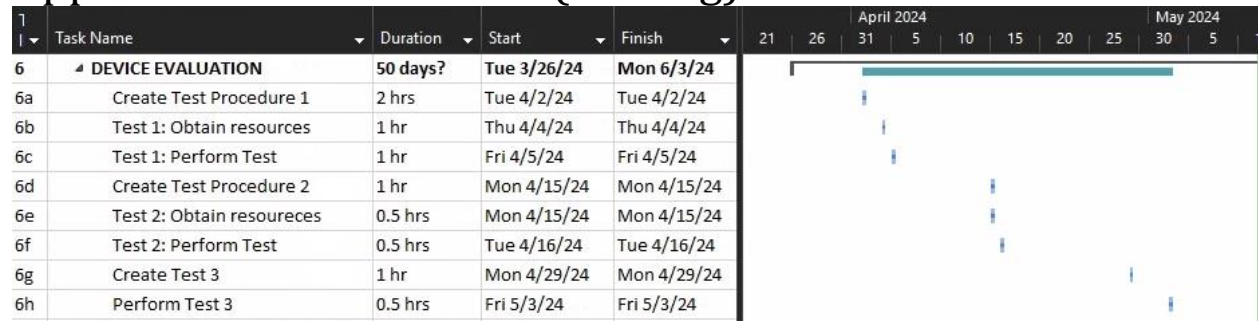 April 2024 May 2024
Task Name Duration Start Finish 21 26 31 5 10 15 20 25 30 5
6 DEVICE EVALUATION 50 days? Tue 3/26/24 Mon 6/3/24
6a Create Test Procedure 1 2 hrs Tue 4/2/24 Tue 4/2/24
6b Test 1: Obtain resources 1 hr Thu 4/4/24 Thu 4/4/24
6c Test 1: Perform Test 1 hr Fri 4/5/24 Fri 4/5/24
6d Create Test Procedure 2 1 hr Mon 4/15/24 Mon 4/15/24
6e Test 2: Obtain resoureces 0.5 hrs Mon 4/15/24 Mon 4/15/24
6f Test 2: Perform Test 0.5 hrs Tue 4/16/24 Tue 4/16/24
6g Create Test 3 1 hr Mon 4/29/24 Mon 4/29/24
6h Perform Test 3 0.5 hrs Fri 5/3/24 Fri 5/3/24